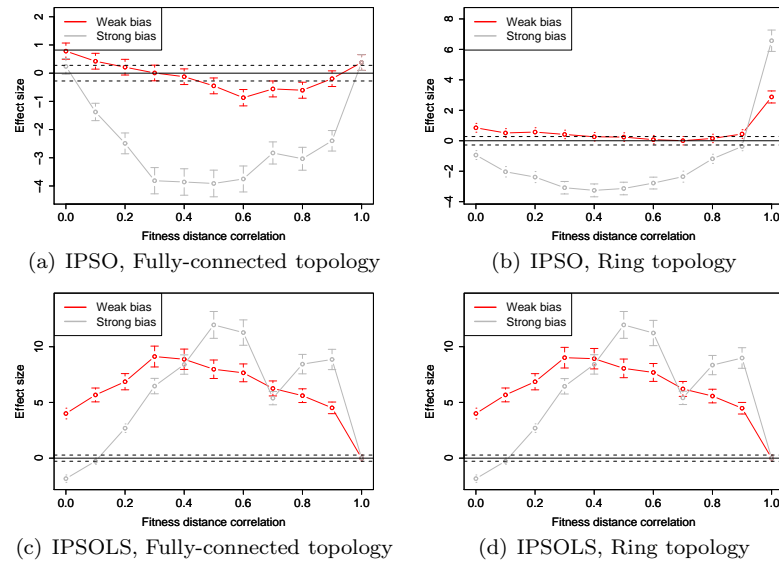 Weak bias
Strong bias
Effect size
2
1
0
-1
-2
-3
-4
0.0 0.2 0.4 0.6 0.8 1.0
Fitness distance correlation
(a) IPSO, Fully-connected topology
Weak bias
Strong bias
Effect size
8
6
4
2
0
-2
-4
0.0 0.2 0.4 0.6 0.8 1.0
Fitness distance correlation
(b) IPSO, Ring topology
Weak bias
Strong bias
Effect size
10
5
0
0.0 0.2 0.4 0.6 0.8 1.0
Fitness distance correlation
(c) IPSOLS, Fully-connected topology
Weak bias
Strong bias
Effect size
10
5
0
0.0 0.2 0.4 0.6 0.8 1.0
Fitness distance correlation
(d) IPSOLS, Ring topology